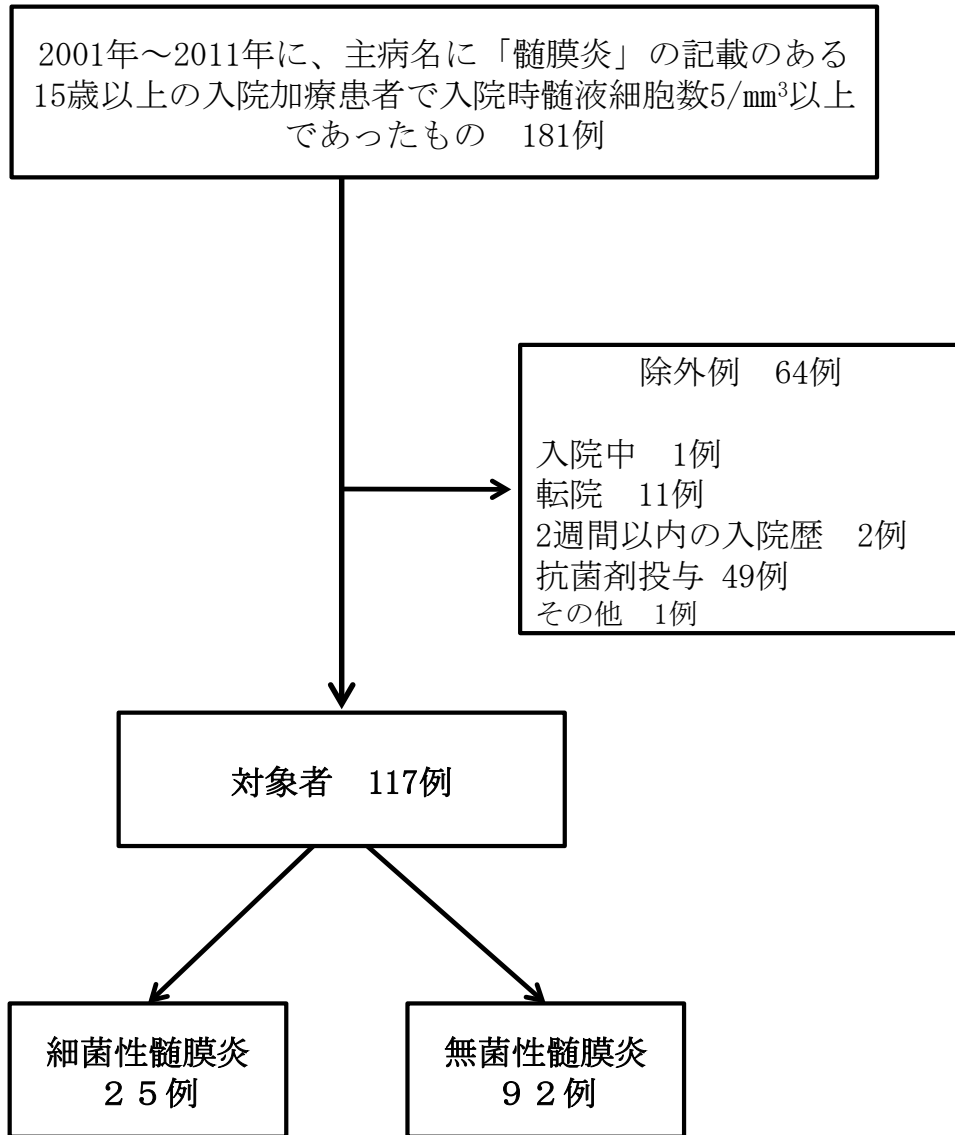 2001年～2011年に、主病名に「髄膜炎」の記載のある
15歳以上の入院加療患者で入院時髄液細胞数5/mm³以上
であったもの　181例
除外例　64例
入院中　1例
転院　11例
2週間以内の入院歴　2例
抗菌剤投与 49例
その他　1例
対象者　117例
細菌性髄膜炎
２５例
無菌性髄膜炎
９２例